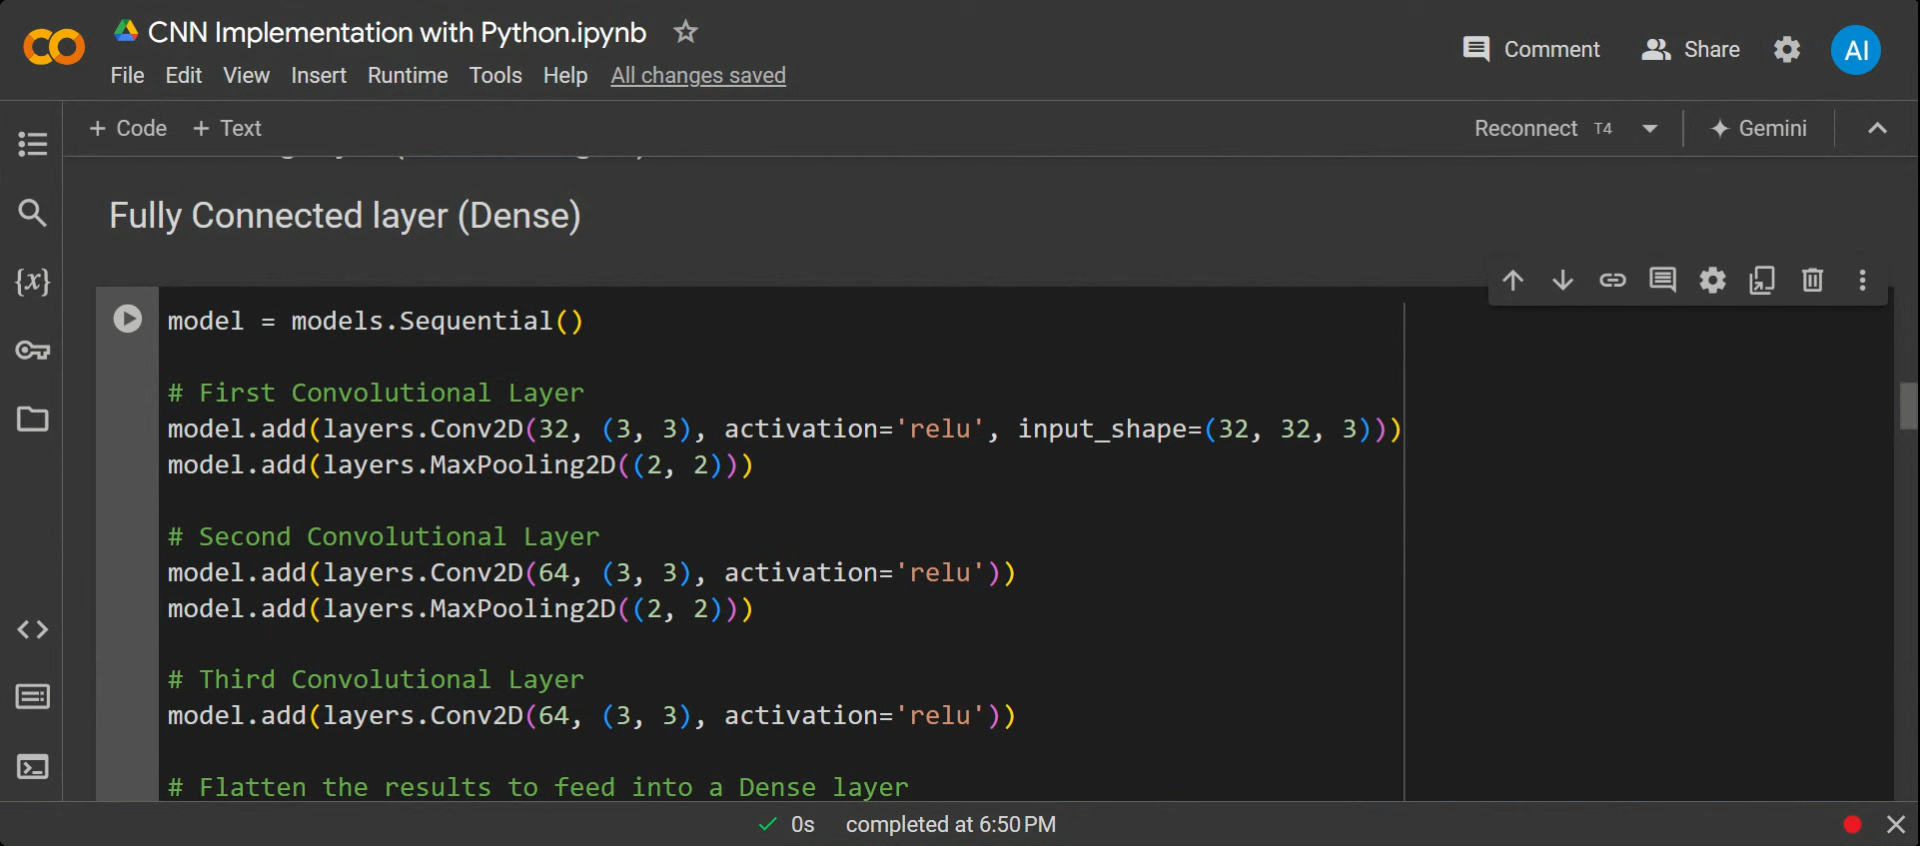 CNN Implementation with Python.ipynb
File Edit View Insert Runtime Tools Help All changes saved
Comment Share AI
+ Code + Text
Reconnect T4 Gemini
Fully Connected layer (Dense)
{x}
model = models.Sequential()
# First Convolutional Layer
model.add(layers.Conv2D(32, (3, 3), activation='relu', input_shape=(32, 32, 3)))
model.add(layers.MaxPooling2D((2, 2)))
# Second Convolutional Layer
model.add(layers.Conv2D(64, (3, 3), activation='relu'))
model.add(layers.MaxPooling2D((2, 2)))
# Third Convolutional Layer
model.add(layers.Conv2D(64, (3, 3), activation='relu'))
# Flatten the results to feed into a Dense layer
0s completed at 6:50 PM